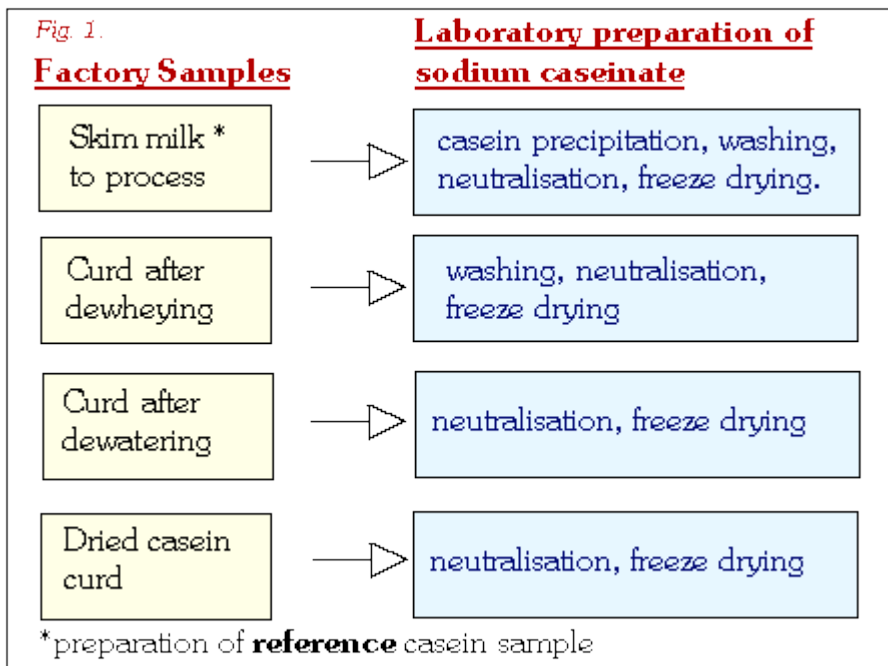 Fig. 1.
Factory Samples
Laboratory preparation of
sodium caseinate
Skim milk *
to process
casein precipitation, washing,
neutralisation, freeze drying.
Curd after
dewheying
washing, neutralisation,
freeze drying
Curd after
dewatering
neutralisation, freeze drying
Dried casein
curd
neutralisation, freeze drying
*preparation of reference casein sample